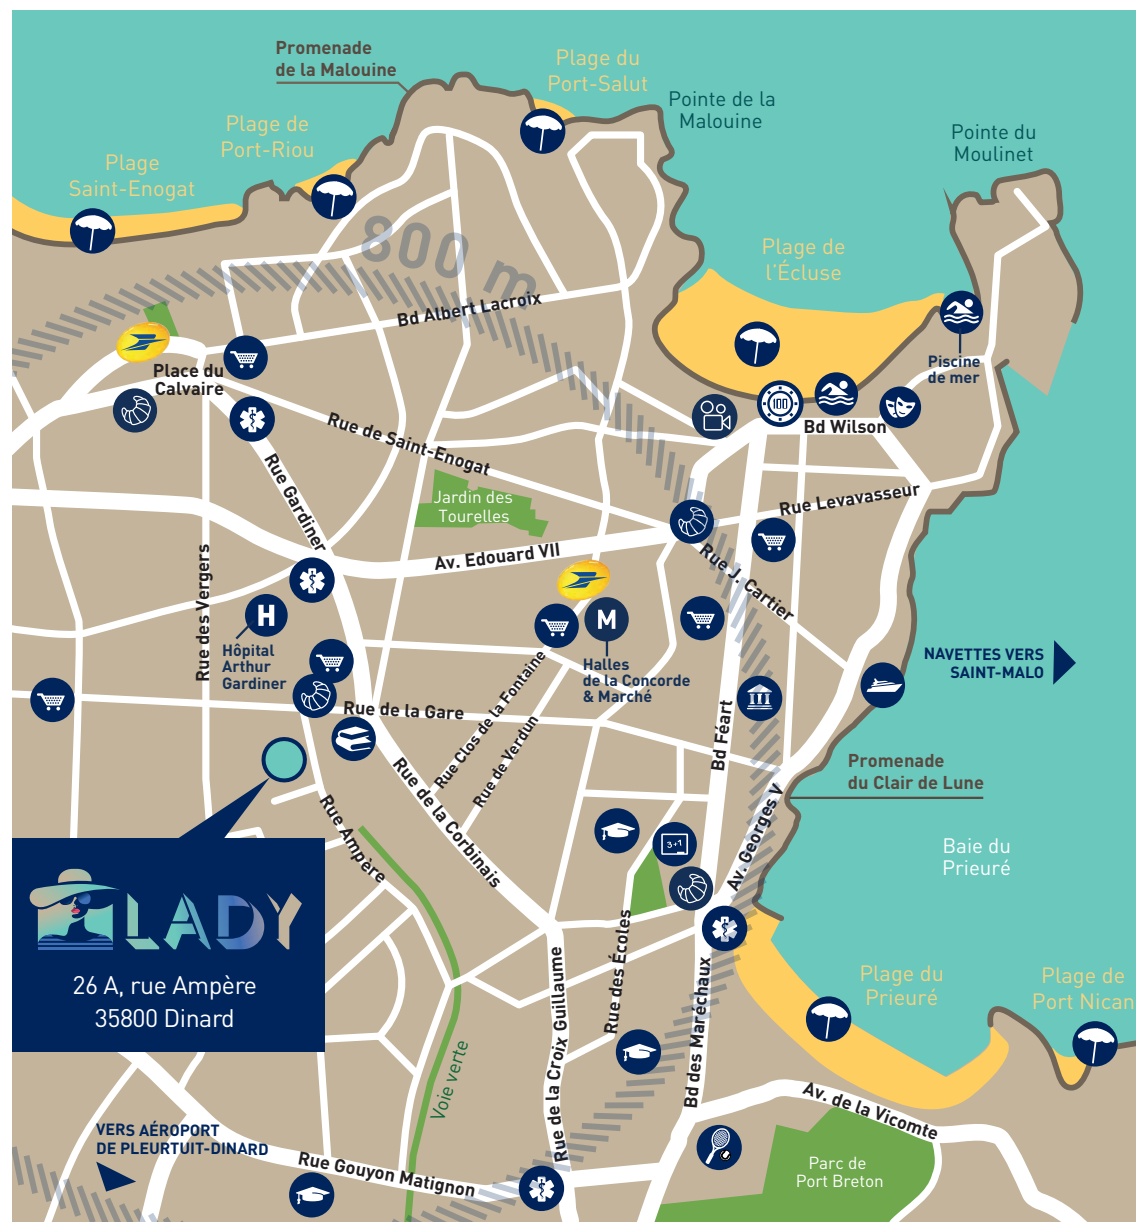 Promenade
de la Malouine
Plage du
Port-Salut
Pointe de la
Malouine
Pointe du
Moulinet
Plage de
Port-Riou
Plage
Saint-Enogat
800 m
Plage de
l'Écluse
Bd Albert Lacroix
Place du
Calvaire
Piscine
de mer
100
Bd Wilson
Rue de Saint-Enogat
Rue Gardiner
Jardin des
Tourelles
Rue Levavasseur
Av. Edouard VII
Rue J. Cartier
Rue des Vergers
H
Hôpital
Arthur
Gardiner
M
Halles
de la Concorde
& Marché
NAVETTES VERS
SAINT-MALO
Rue de la Gare
Rue Clos de la Fontaine
Rue de Verdun
Bd Féart
Rue de la Corbinais
Promenade
du Clair de Lune
Rue Ampère
Av. Georges V
3+1
Baie du
Prieuré
LADY
26 A, rue Ampère
35800 Dinard
Rue des Écoles
Rue de la Croix Guillaume
Bd des Maréchaux
Plage du
Prieuré
Plage de
Port Nican
Voie verte
Av. de la Vicomte
VERS AÉROPORT
DE PLEURTUIT-DINARD
Rue Gouyon Matignon
Parc de
Port Breton